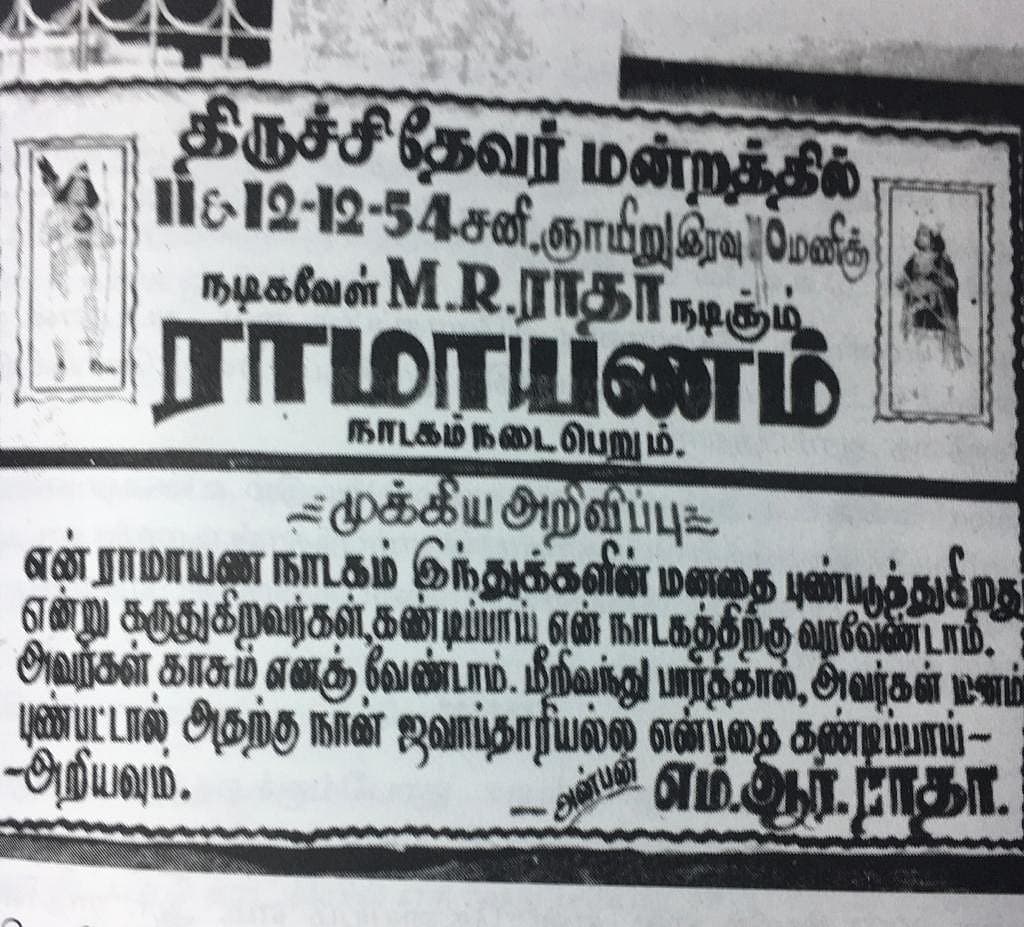 திருச்சி தேவர் மன்றத்தில்
11 & 12-12-54 சனி, ஞாயிறு இரவு 10 மணிக்கு
நடிகவேள் M.R. ராதா நடிக்கும்
ராமாயணம்
நாடகம் நடைபெறும்.
முக்கிய அறிவிப்பு
என் ராமாயண நாடகம் இந்துக்களின் மனதை புண்படுத்துகிறது
என்று கருதுகிறவர்கள், கண்டிப்பாய் என் நாடகத்திற்கு வரவேண்டாம்.
அவர்கள் காசும் எனக்கு வேண்டாம். மீறிவந்து பார்த்தால், அவர்கள் மனம்
புண்பட்டால் அதற்கு நான் ஜவாப்தாரியல்ல என்பதை கண்டிப்பாய்-
-அறியவும்.
— அன்பன் எம்.ஆர். ராதா.